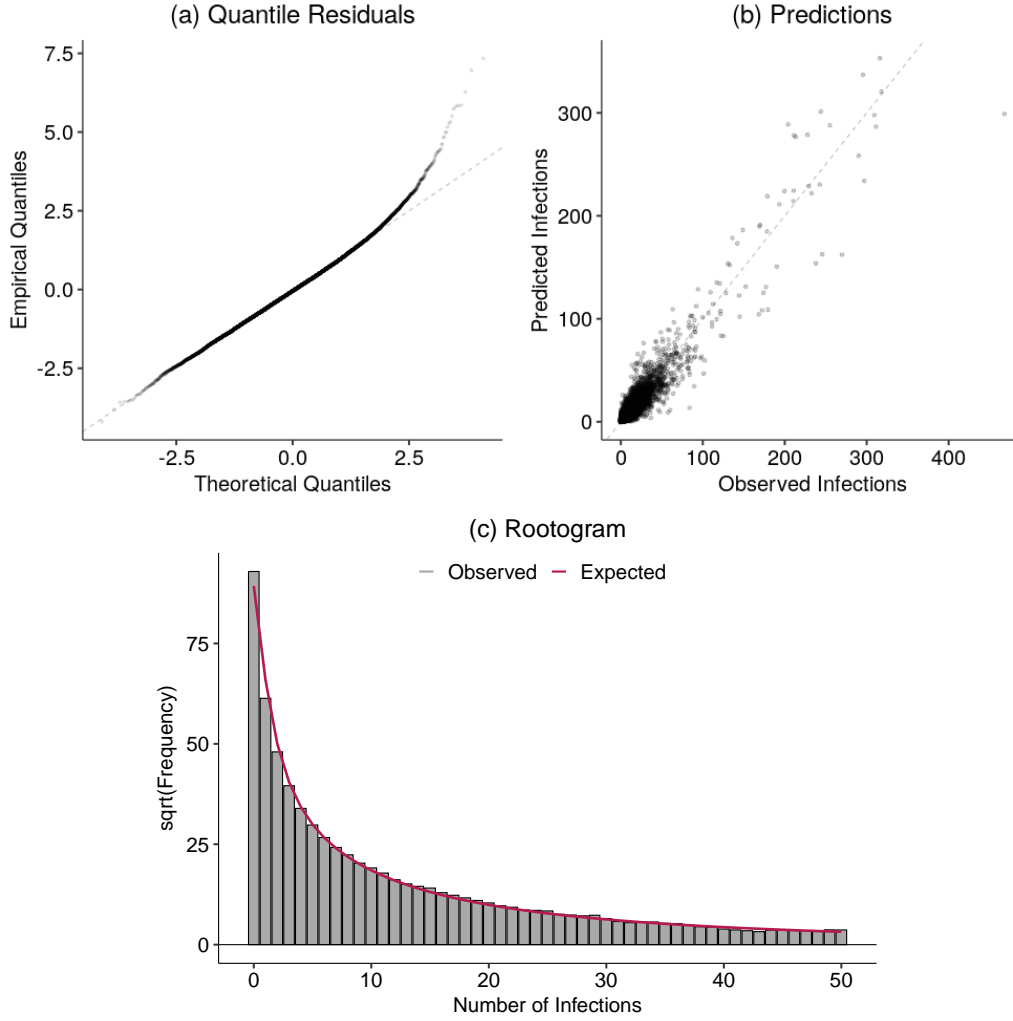 (a) Quantile Residuals
7.5
5.0
2.5
0.0
-2.5
Empirical Quantiles
-2.5 0.0 2.5
Theoretical Quantiles
(b) Predictions
300
200
100
0
Predicted Infections
0 100 200 300 400
Observed Infections
(c) Rootogram
Observed Expected
75
50
25
0
sqrt(Frequency)
0 10 20 30 40 50
Number of Infections